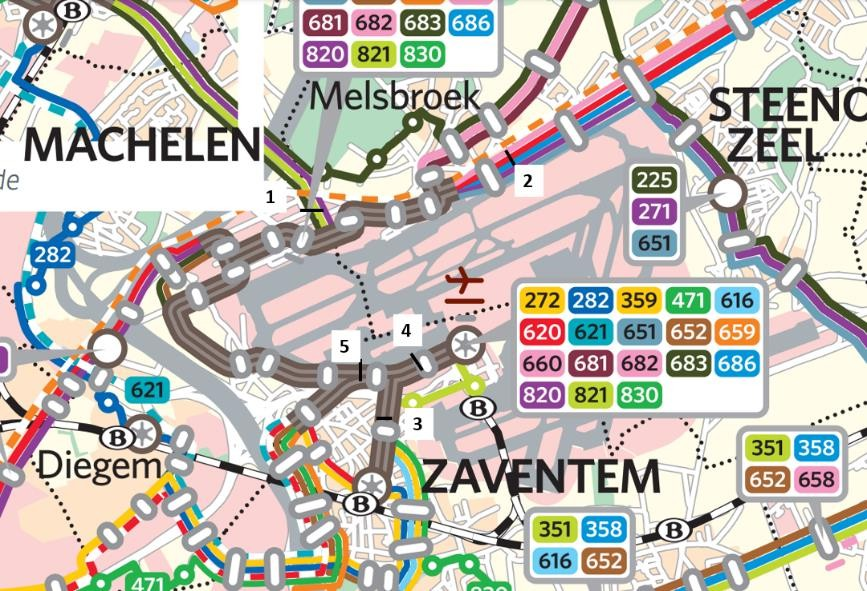 B
681 682 683 686
820 821 830
Melsbroek
STEENO
ZEEL
MACHELEN
de
1
2
225
271
651
282
272 282 359 471 616
620 621 651 652 659
660 681 682 683 686
820 821 830
4
5
621
B
3
B
Diegem
ZAVENTEM
B
351 358
652 658
351 358
616 652
B
471